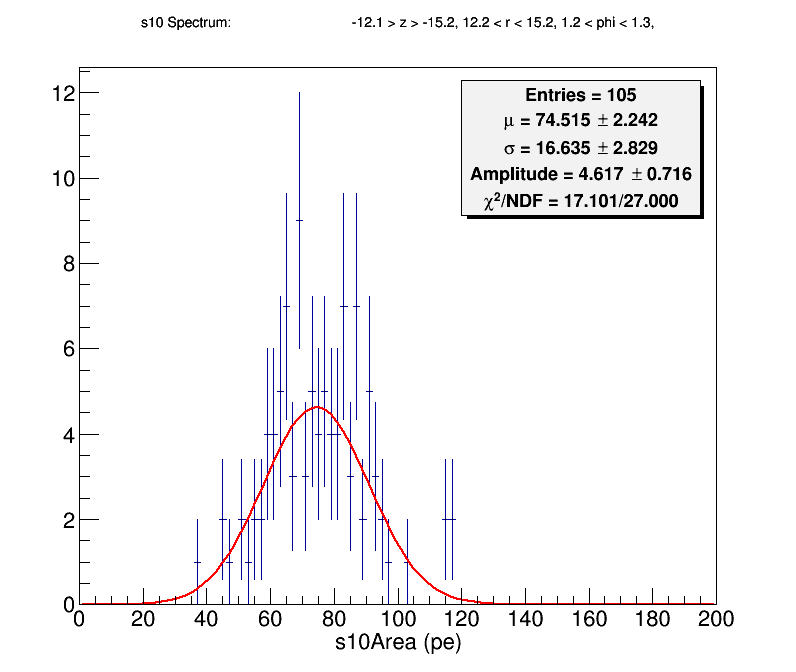 s10 Spectrum: -12.1 > z > -15.2, 12.2 < r < 15.2, 1.2 < phi < 1.3,
Entries = 105
μ = 74.515 ± 2.242
σ = 16.635 ± 2.829
Amplitude = 4.617 ± 0.716
χ²/NDF = 17.101/27.000
12
10
8
6
4
2
0
0 20 40 60 80 100 120 140 160 180 200
s10Area (pe)